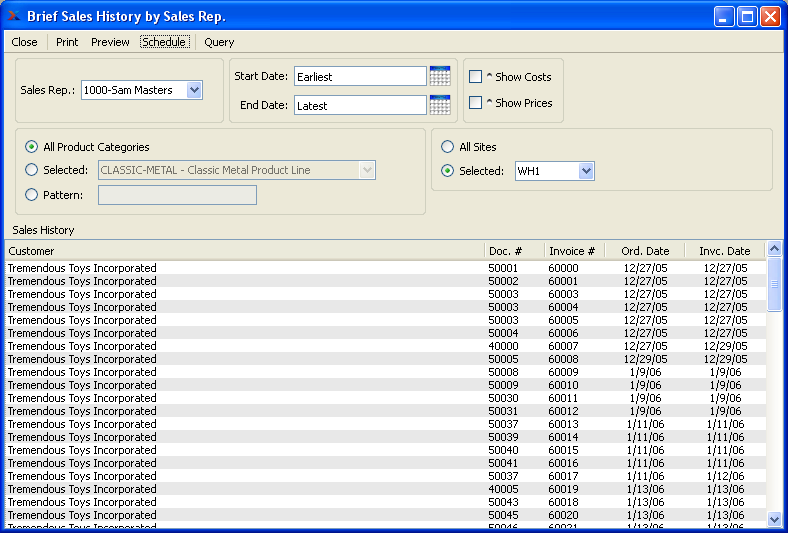 Brief Sales History by Sales Rep.
Close Print Preview Schedule Query
Sales Rep.: 1000-Sam Masters
Start Date: Earliest
End Date: Latest
^ Show Costs
^ Show Prices
All Product Categories
Selected: CLASSIC-METAL - Classic Metal Product Line
Pattern:
All Sites
Selected: WH1
Sales History
Customer Doc. # Invoice # Ord. Date Invc. Date
Tremendous Toys Incorporated 50001 60000 12/27/05 12/27/05
Tremendous Toys Incorporated 50002 60001 12/27/05 12/27/05
Tremendous Toys Incorporated 50003 60003 12/27/05 12/27/05
Tremendous Toys Incorporated 50003 60004 12/27/05 12/27/05
Tremendous Toys Incorporated 50003 60005 12/27/05 12/27/05
Tremendous Toys Incorporated 50004 60006 12/27/05 12/27/05
Tremendous Toys Incorporated 40000 60007 12/27/05 12/29/05
Tremendous Toys Incorporated 50005 60008 12/29/05 12/29/05
Tremendous Toys Incorporated 50008 60009 1/9/06 1/9/06
Tremendous Toys Incorporated 50009 60010 1/9/06 1/9/06
Tremendous Toys Incorporated 50030 60011 1/9/06 1/9/06
Tremendous Toys Incorporated 50031 60012 1/9/06 1/9/06
Tremendous Toys Incorporated 50037 60013 1/11/06 1/11/06
Tremendous Toys Incorporated 50039 60014 1/11/06 1/11/06
Tremendous Toys Incorporated 50040 60015 1/11/06 1/11/06
Tremendous Toys Incorporated 50041 60016 1/11/06 1/11/06
Tremendous Toys Incorporated 50037 60017 1/11/06 1/12/06
Tremendous Toys Incorporated 40005 60019 1/13/06 1/13/06
Tremendous Toys Incorporated 50043 60018 1/13/06 1/13/06
Tremendous Toys Incorporated 50045 60020 1/13/06 1/13/06
Tremendous Toys Incorporated 50046 60021 1/13/06 1/13/06